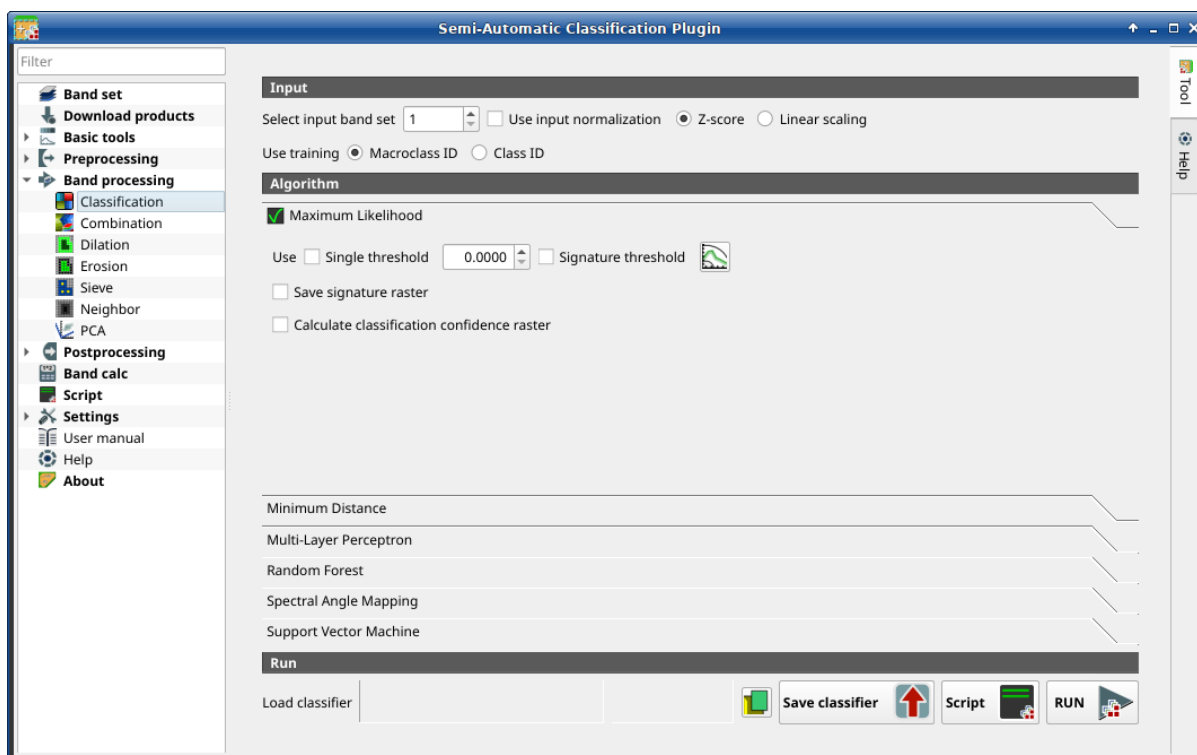 Semi-Automatic Classification Plugin
Filter
Band set
Download products
Basic tools
Preprocessing
Band processing
Classification
Combination
Dilation
Erosion
Sieve
Neighbor
PCA
Postprocessing
Band calc
Script
Settings
User manual
Help
About
Input
Select input band set 1 Use input normalization Z-score Linear scaling
Use training Macroclass ID Class ID
Algorithm
Maximum Likelihood
Use Single threshold 0.0000 Signature threshold
Save signature raster
Calculate classification confidence raster
Minimum Distance
Multi-Layer Perceptron
Random Forest
Spectral Angle Mapping
Support Vector Machine
Run
Load classifier Save classifier Script RUN
Tool
Help